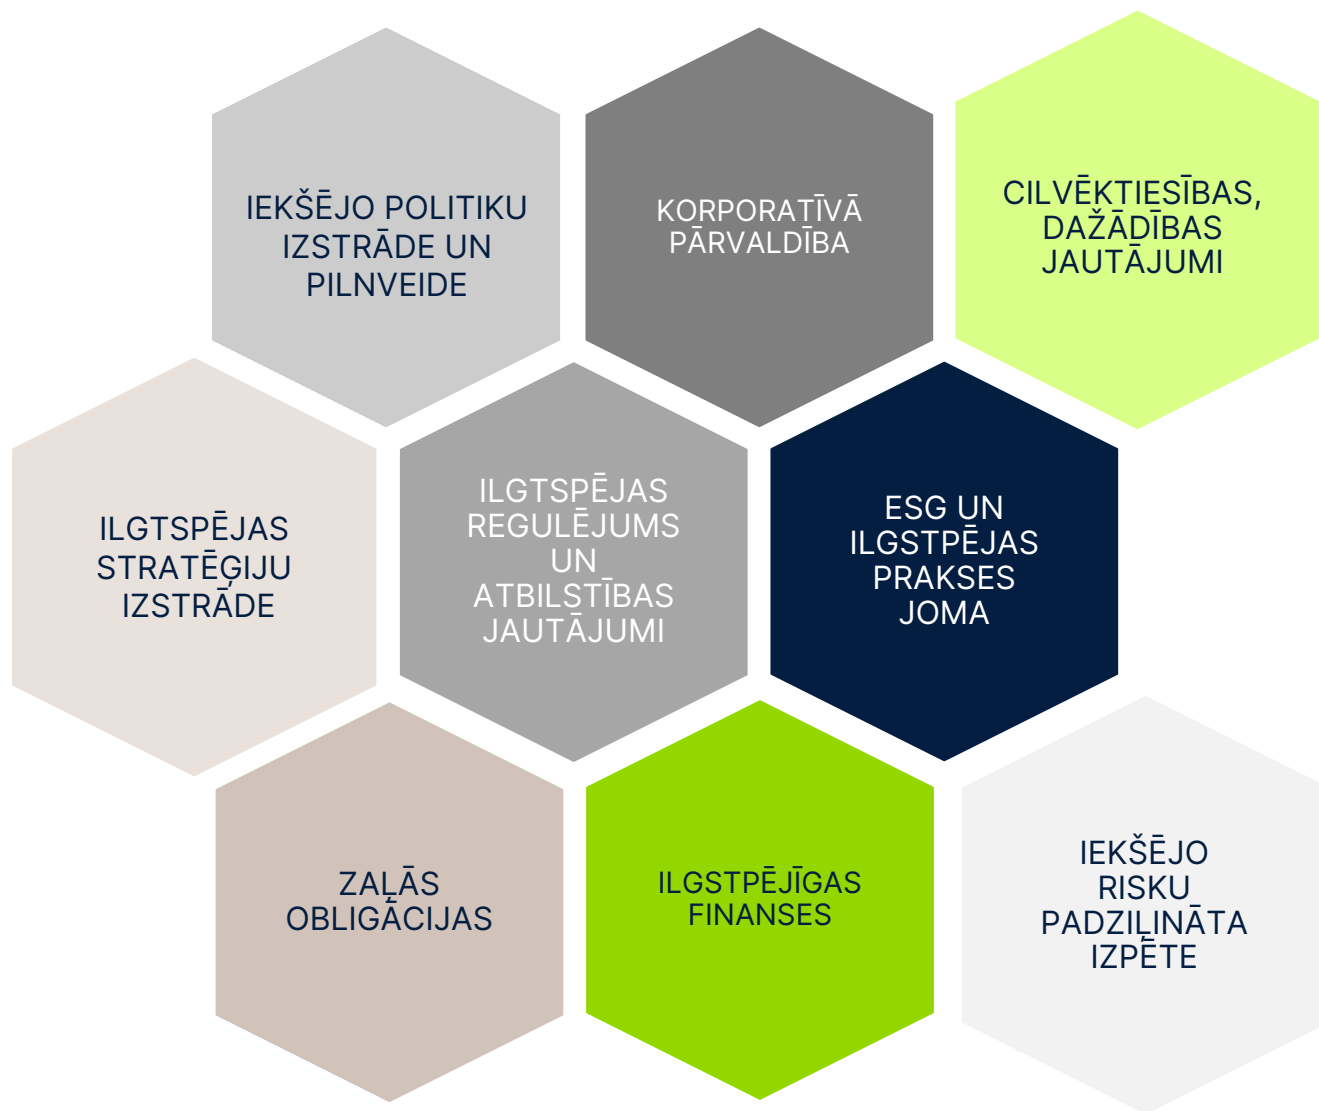 IEKŠĒJO POLITIKU
IZSTRĀDE UN
PILNVEIDE
KORPORATĪVĀ
PĀRVALDĪBA
CILVĒKTIESĪBAS,
DAŽĀDĪBAS
JAUTĀJUMI
ILGTSPĒJAS
STRATĒĢIJU
IZSTRĀDE
ILGTSPĒJAS
REGULĒJUMS
UN
ATBILSTĪBAS
JAUTĀJUMI
ESG UN
ILGSTPĒJAS
PRAKSES
JOMA
ZAĻĀS
OBLIGĀCIJAS
ILGSTPĒJĪGAS
FINANSES
IEKŠĒJO
RISKU
PADZIĻINĀTA
IZPĒTE